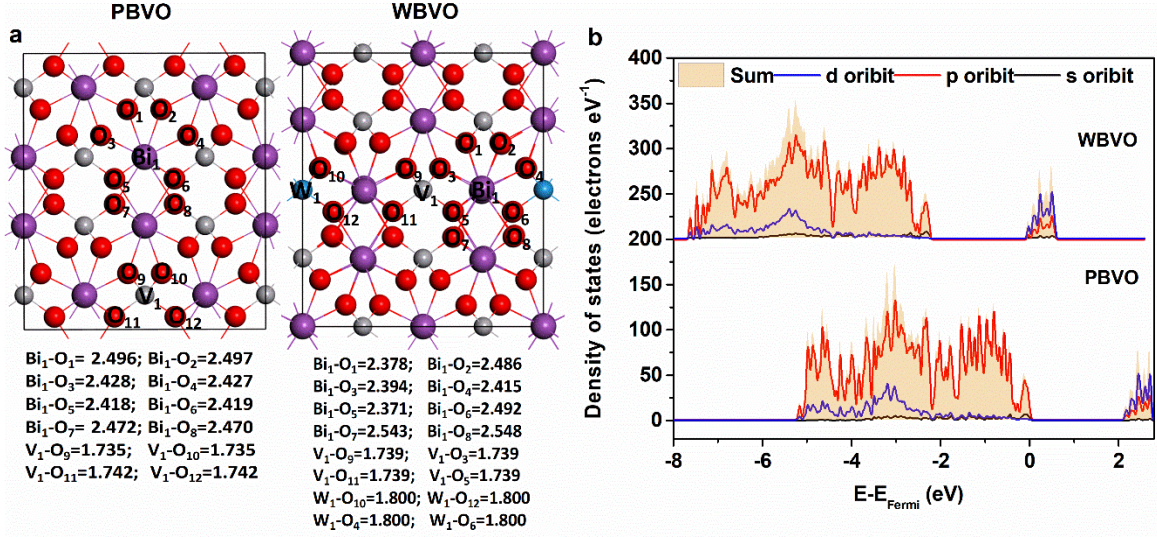 PBVO
WBVO
a
O1 O2
O3 O4
Bi1
O5 O6
O7 O8
O9 O10
V1
O11 O12
O1 O2
O10 O9 O3 O4
W1 V1 Bi1
O12 O11 O5 O6
O7 O8
Bi1-O1= 2.496; Bi1-O2=2.497
Bi1-O3=2.428; Bi1-O4=2.427
Bi1-O5=2.418; Bi1-O6=2.419
Bi1-O7= 2.472; Bi1-O8=2.470
V1-O9=1.735; V1-O10=1.735
V1-O11=1.742; V1-O12=1.742
Bi1-O1=2.378; Bi1-O2=2.486
Bi1-O3=2.394; Bi1-O4=2.415
Bi1-O5=2.371; Bi1-O6=2.492
Bi1-O7=2.543; Bi1-O8=2.548
V1-O9=1.739; V1-O3=1.739
V1-O11=1.739; V1-O5=1.739
W1-O10=1.800; W1-O12=1.800
W1-O4=1.800; W1-O6=1.800
b
Sum d oribit p oribit s oribit
WBVO
PBVO
Density of states (electrons eV-1)
400
350
300
250
200
150
100
50
0
-8 -6 -4 -2 0 2
E-EFermi (eV)